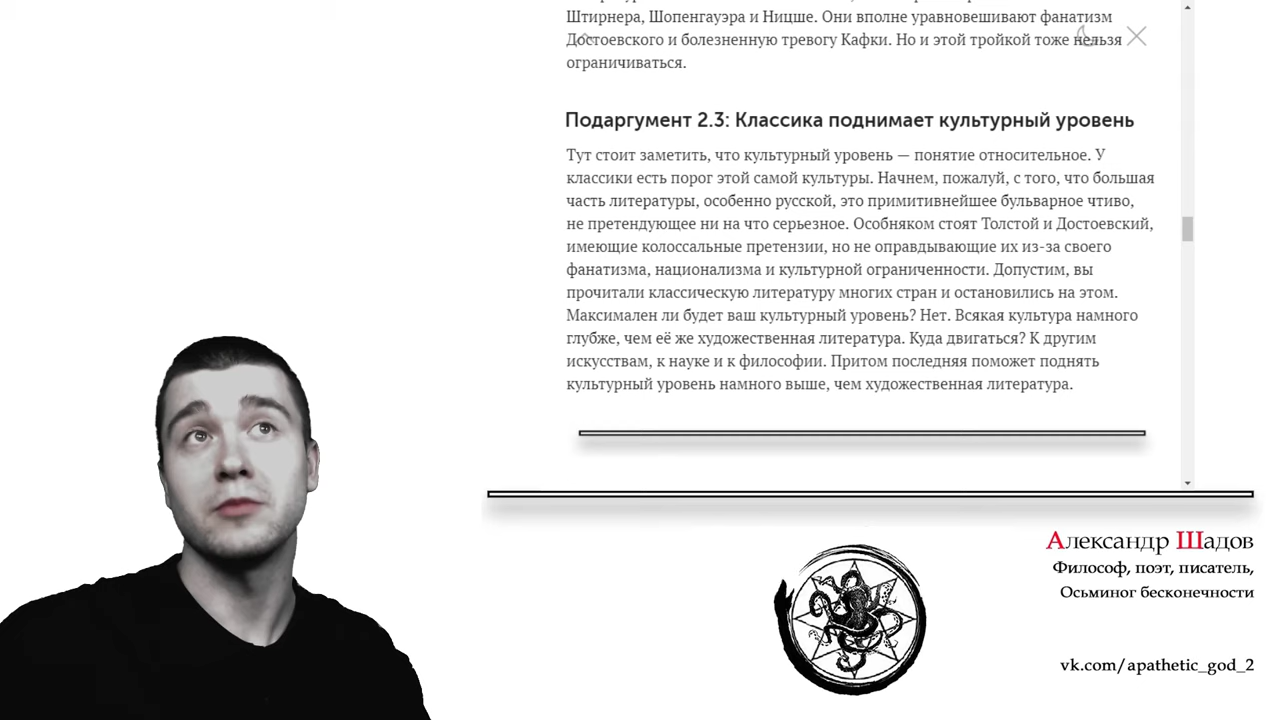 Штирнера, Шопенгауэра и Ницше. Они вполне уравновешивают фанатизм
Достоевского и болезненную тревогу Кафки. Но и этой тройкой тоже нельзя
ограничиваться.
Подаргумент 2.3: Классика поднимает культурный уровень
Тут стоит заметить, что культурный уровень — понятие относительное. У
классики есть порог этой самой культуры. Начнем, пожалуй, с того, что большая
часть литературы, особенно русской, это примитивнейшее бульварное чтиво,
не претендующее ни на что серьезное. Особняком стоят Толстой и Достоевский,
имеющие колоссальные претензии, но не оправдывающие их из-за своего
фанатизма, национализма и культурной ограниченности. Допустим, вы
прочитали классическую литературу многих стран и остановились на этом.
Максимален ли будет ваш культурный уровень? Нет. Всякая культура намного
глубже, чем её же художественная литература. Куда двигаться? К другим
искусствам, к науке и к философии. Притом последняя поможет поднять
культурный уровень намного выше, чем художественная литература.
Александр Шадов
Философ, поэт, писатель,
Осьминог бесконечности
vk.com/apathetic_god_2